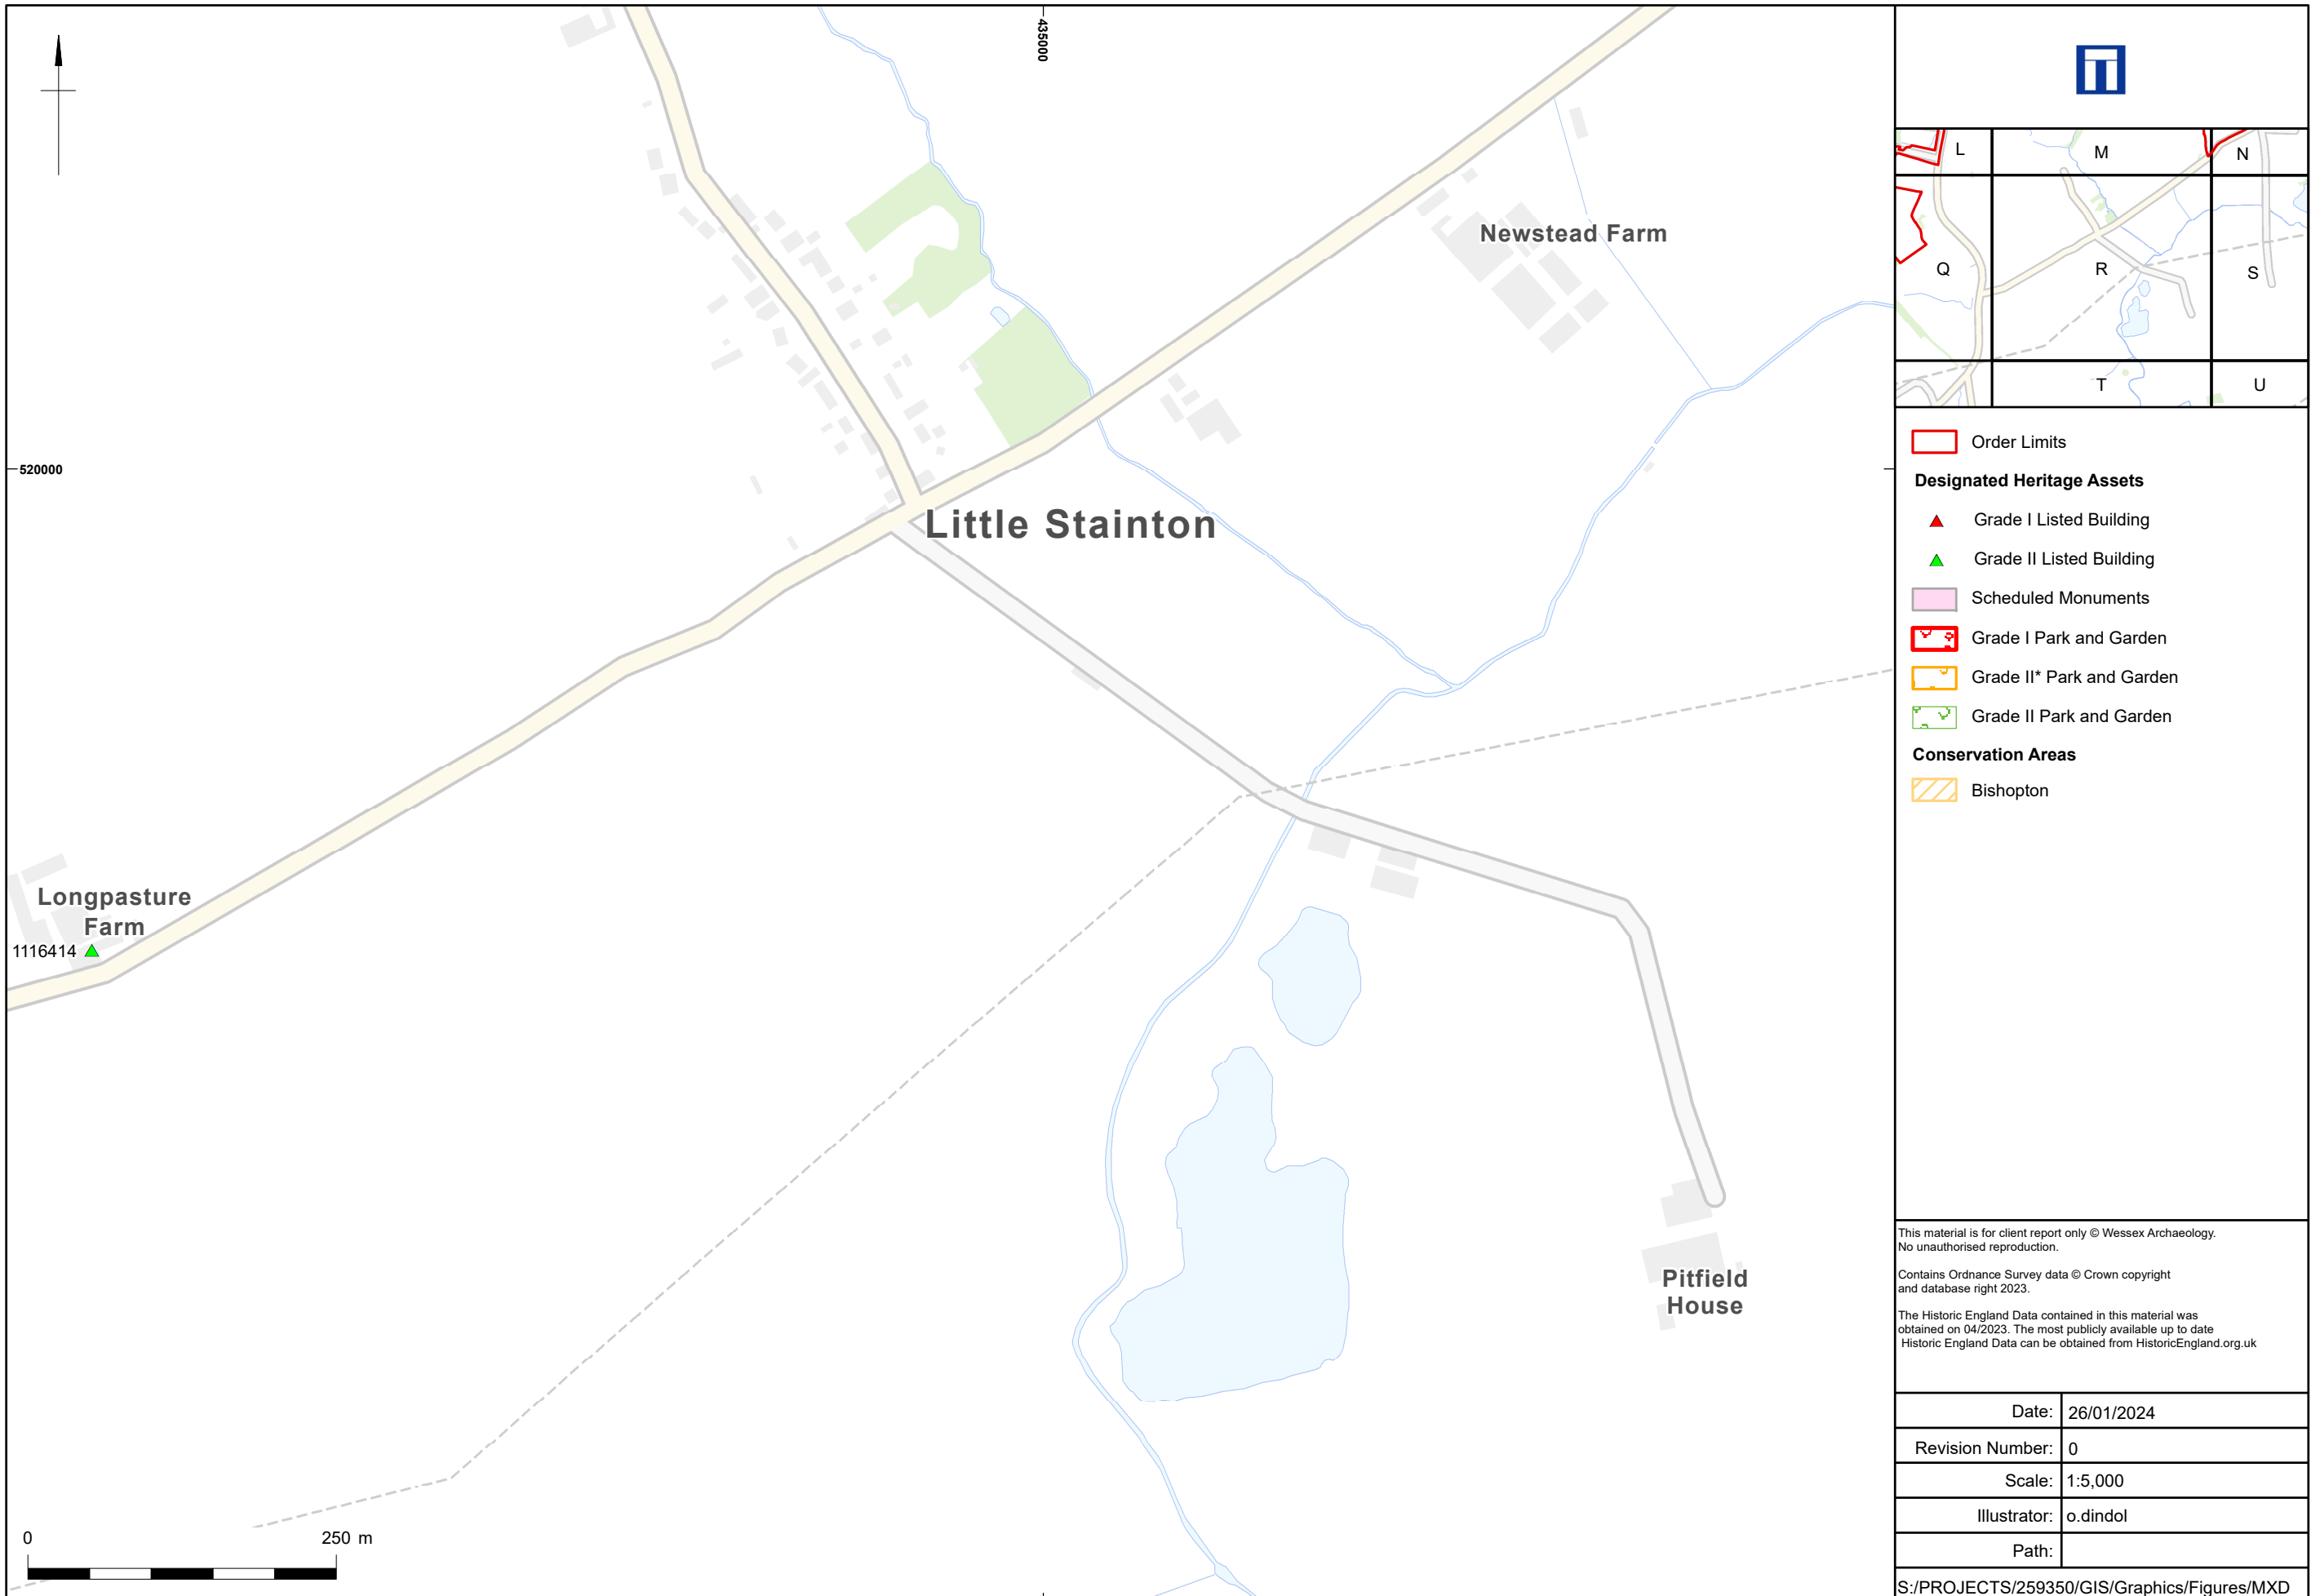 435000
520000
Newstead Farm
Little Stainton
Longpasture
Farm
1116414
Pitfield
House
0 250 m
L M N
Q R S
T U
Order Limits
Designated Heritage Assets
Grade I Listed Building
Grade II Listed Building
Scheduled Monuments
Grade I Park and Garden
Grade II* Park and Garden
Grade II Park and Garden
Conservation Areas
Bishopton
This material is for client report only © Wessex Archaeology.
No unauthorised reproduction.
Contains Ordnance Survey data © Crown copyright
and database right 2023.
The Historic England Data contained in this material was
obtained on 04/2023. The most publicly available up to date
Historic England Data can be obtained from HistoricEngland.org.uk
Date: 26/01/2024
Revision Number: 0
Scale: 1:5,000
Illustrator: o.dindol
Path:
S:/PROJECTS/259350/GIS/Graphics/Figures/MXD